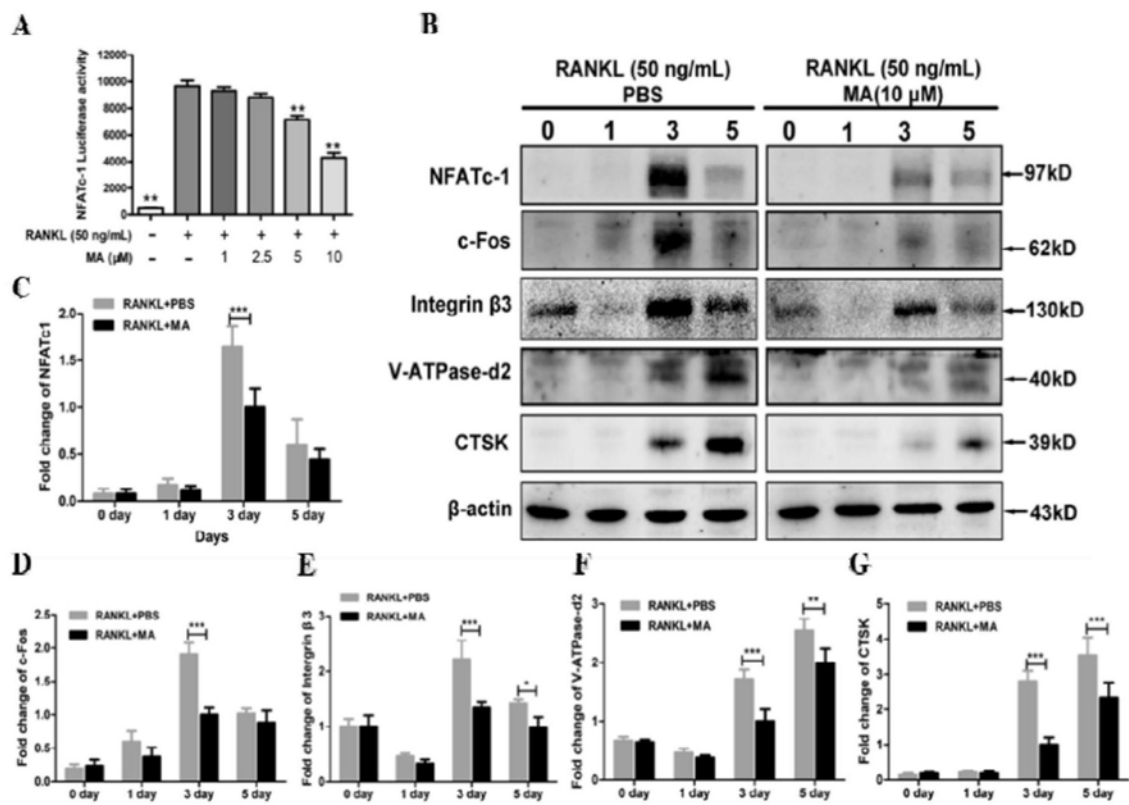 A
NFATc-1 Luciferase activity
12000
10000
8000
6000
4000
2000
0
**
**
**
RANKL (50 ng/mL) – + + + + +
MA (μM) – – 1 2.5 5 10
B
RANKL (50 ng/mL) RANKL (50 ng/mL)
PBS MA(10 μM)
0 1 3 5 0 1 3 5
NFATc-1 97kD
c-Fos 62kD
Integrin β3 130kD
V-ATPase-d2 40kD
CTSK 39kD
β-actin 43kD
C
RANKL+PBS
RANKL+MA
***
Fold change of NFATc1
2.0
1.5
1.0
0.5
0.0
0 day 1 day 3 day 5 day
Days
D
RANKL+PBS
RANKL+MA
***
Fold change of c-Fos
2.5
2.0
1.5
1.0
0.5
0.0
0 day 1 day 3 day 5 day
E
RANKL+PBS
RANKL+MA
***
*
Fold change of Intergrin β 3
3
2
1
0
0 day 1 day 3 day 5 day
F
RANKL+PBS
RANKL+MA
***
**
Fold change of V-ATPase-d2
4
3
2
1
0
0 day 1 day 3 day 5 day
G
RANKL+PBS
RANKL+MA
***
***
Fold change of CTSK
5
4
3
2
1
0
0 day 1 day 3 day 5 day